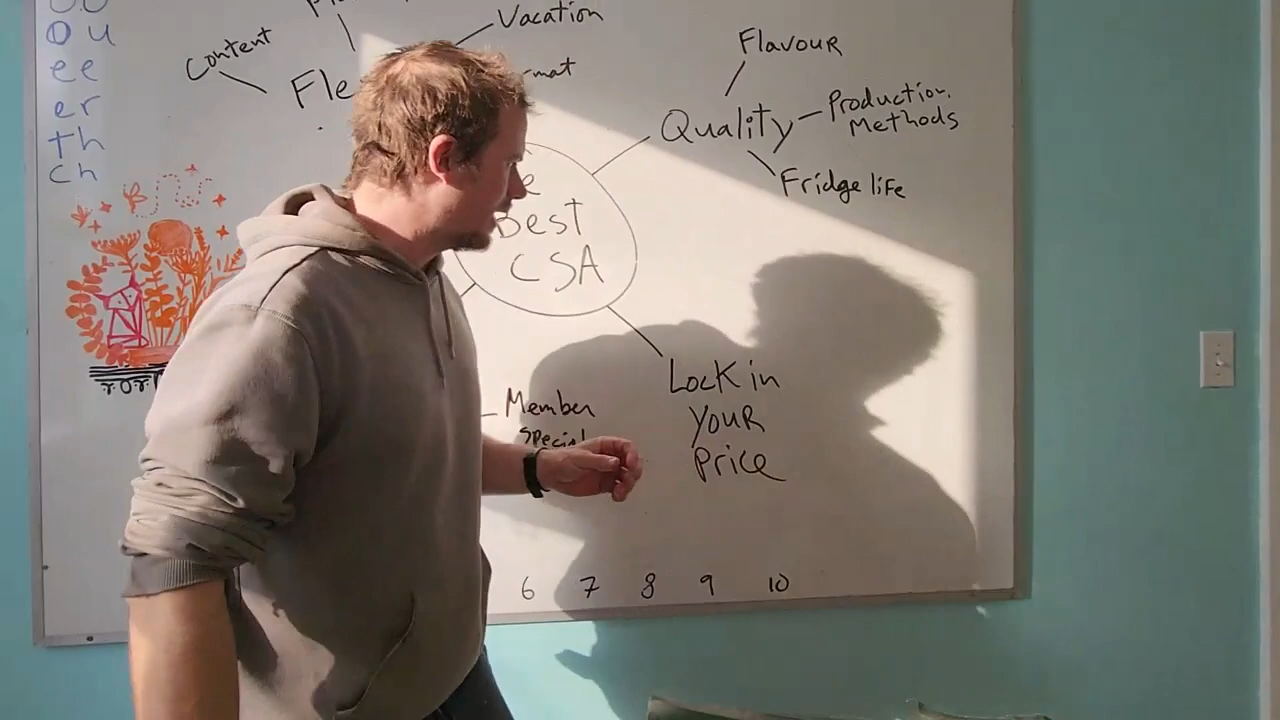 ou
ee
er
th
ch
Content
Vacation
Fle
mat
Flavour
Quality
Production
Methods
Fridge life
e
Best
CSA
Lock in
your
price
Member
special
6 7 8 9 10